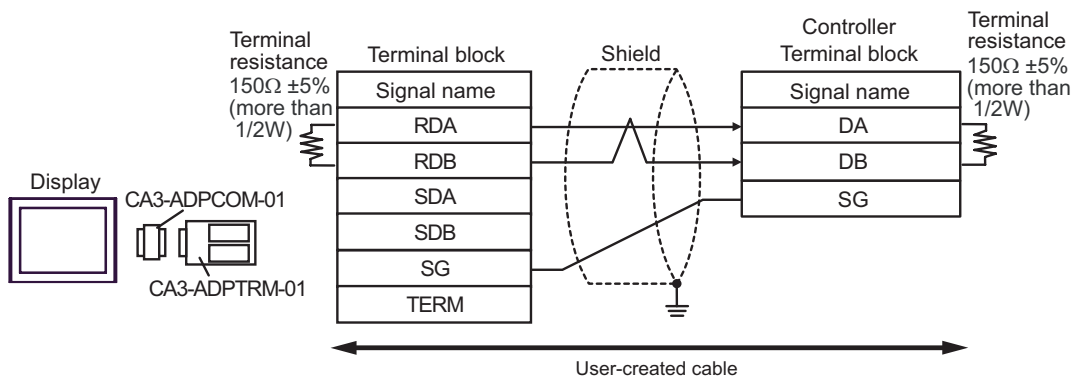 Terminal
resistance
150Ω ±5%
(more than
1/2W)
Terminal block
Signal name
RDA
RDB
SDA
SDB
SG
TERM
Shield
Controller
Terminal block
Signal name
DA
DB
SG
Terminal
resistance
150Ω ±5%
(more than
1/2W)
Display
CA3-ADPCOM-01
CA3-ADPTRM-01
User-created cable